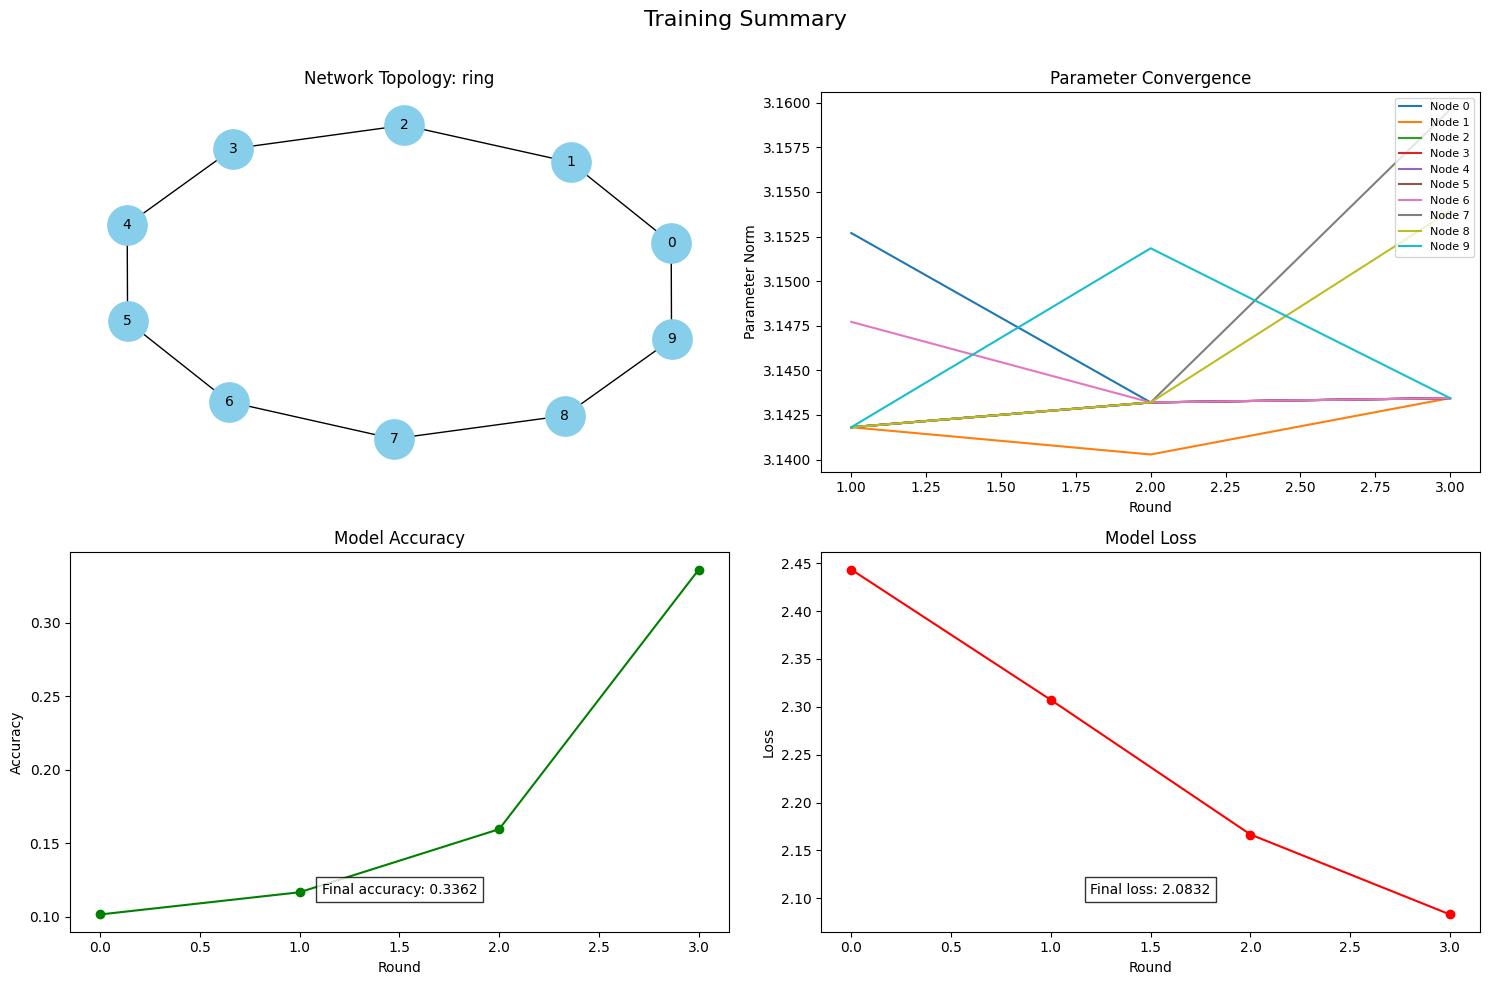 Training Summary
Network Topology: ring
2
3
1
4
0
5
9
6
8
7
Parameter Convergence
3.1600
3.1575
3.1550
3.1525
3.1500
3.1475
3.1450
3.1425
3.1400
Parameter Norm
Node 0
Node 1
Node 2
Node 3
Node 4
Node 5
Node 6
Node 7
Node 8
Node 9
1.00 1.25 1.50 1.75 2.00 2.25 2.50 2.75 3.00
Round
Model Accuracy
0.30
0.25
0.20
0.15
0.10
Accuracy
Final accuracy: 0.3362
0.0 0.5 1.0 1.5 2.0 2.5 3.0
Round
Model Loss
2.45
2.40
2.35
2.30
2.25
2.20
2.15
2.10
Loss
Final loss: 2.0832
0.0 0.5 1.0 1.5 2.0 2.5 3.0
Round